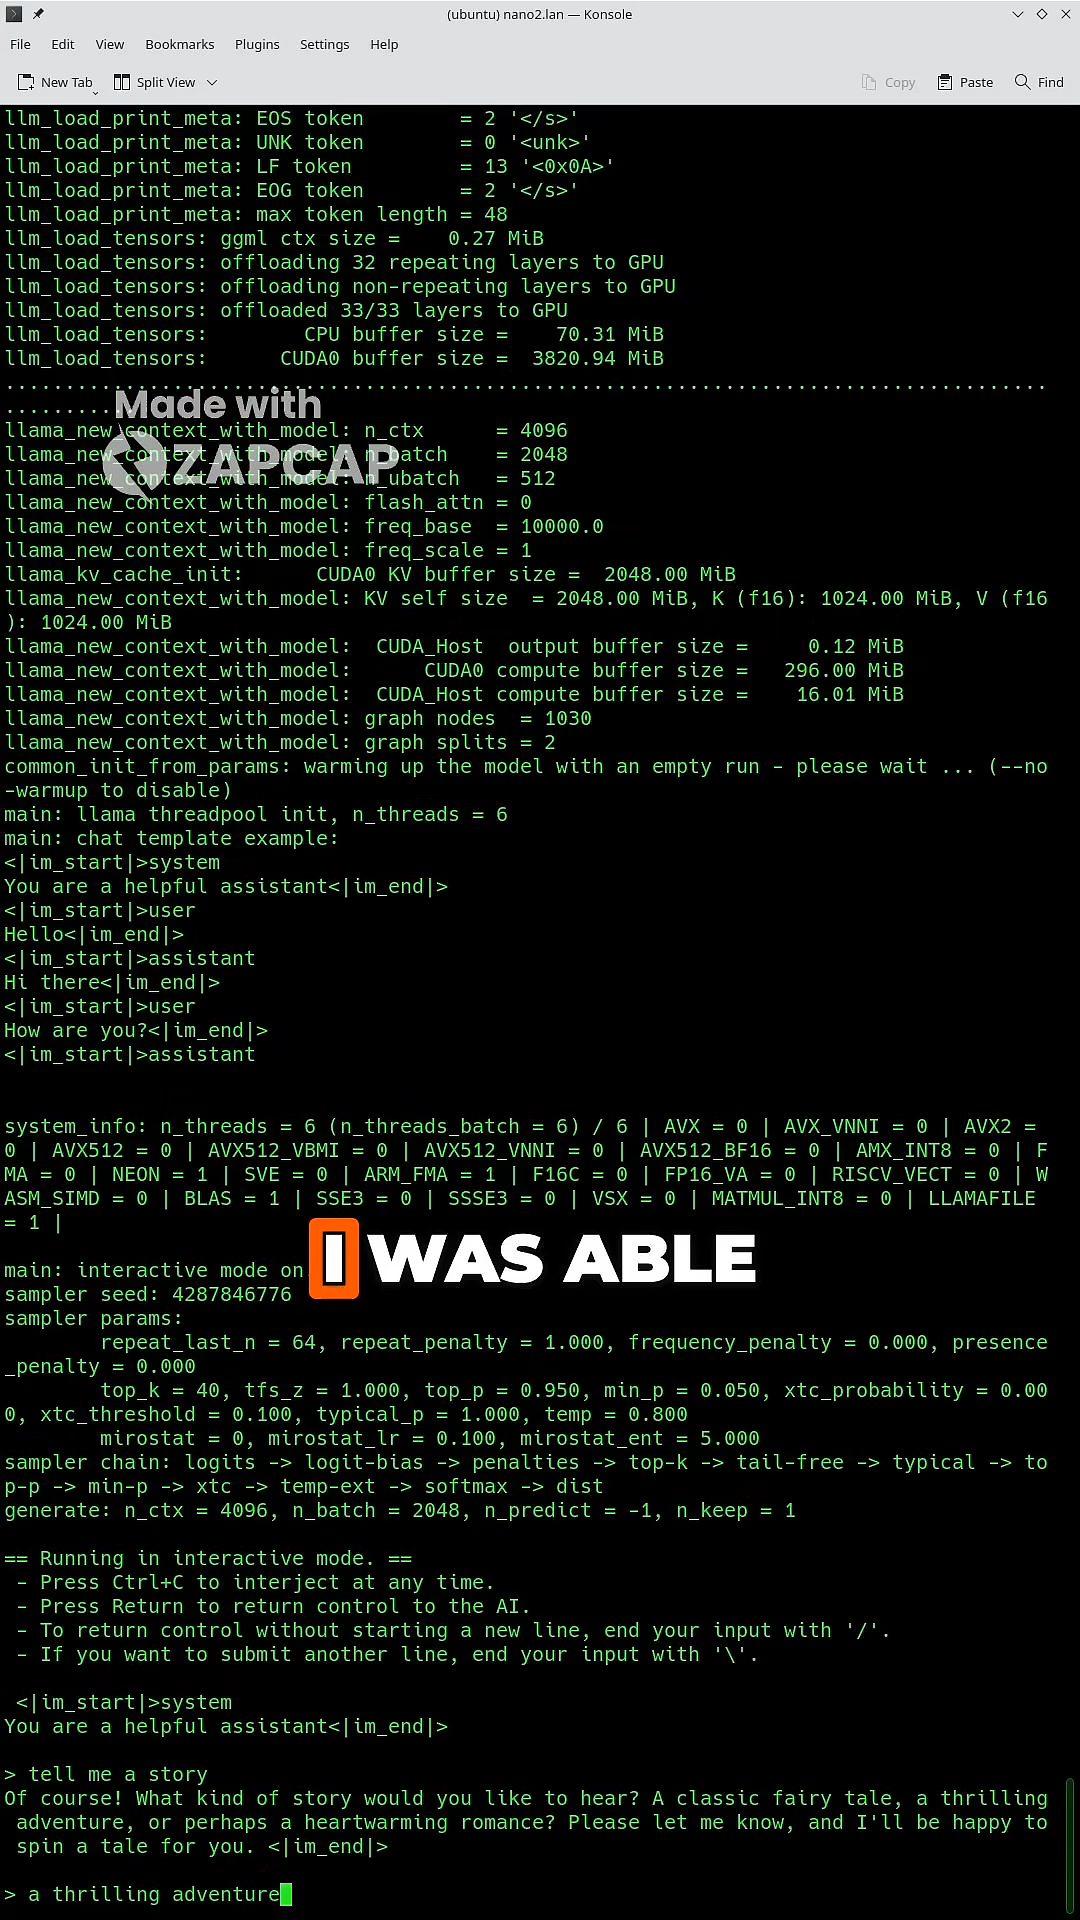 (ubuntu) nano2.lan — Konsole
File Edit View Bookmarks Plugins Settings Help
New Tab Split View Copy Paste Find
llm_load_print_meta: EOS token        = 2 '</s>'
llm_load_print_meta: UNK token        = 0 '<unk>'
llm_load_print_meta: LF token         = 13 '<0x0A>'
llm_load_print_meta: EOG token        = 2 '</s>'
llm_load_print_meta: max token length = 48
llm_load_tensors: ggml ctx size =    0.27 MiB
llm_load_tensors: offloading 32 repeating layers to GPU
llm_load_tensors: offloading non-repeating layers to GPU
llm_load_tensors: offloaded 33/33 layers to GPU
llm_load_tensors:        CPU buffer size =    70.31 MiB
llm_load_tensors:      CUDA0 buffer size =  3820.94 MiB
.......................................................................................
...........
Made with
ZAPCAP
llama_new_context_with_model: n_ctx      = 4096
llama_new_context_with_model: n_batch    = 2048
llama_new_context_with_model: n_ubatch   = 512
llama_new_context_with_model: flash_attn = 0
llama_new_context_with_model: freq_base  = 10000.0
llama_new_context_with_model: freq_scale = 1
llama_kv_cache_init:      CUDA0 KV buffer size =  2048.00 MiB
llama_new_context_with_model: KV self size  = 2048.00 MiB, K (f16): 1024.00 MiB, V (f16
): 1024.00 MiB
llama_new_context_with_model:  CUDA_Host  output buffer size =     0.12 MiB
llama_new_context_with_model:      CUDA0 compute buffer size =   296.00 MiB
llama_new_context_with_model:  CUDA_Host compute buffer size =    16.01 MiB
llama_new_context_with_model: graph nodes  = 1030
llama_new_context_with_model: graph splits = 2
common_init_from_params: warming up the model with an empty run - please wait ... (--no
-warmup to disable)
main: llama threadpool init, n_threads = 6
main: chat template example:
<|im_start|>system
You are a helpful assistant<|im_end|>
<|im_start|>user
Hello<|im_end|>
<|im_start|>assistant
Hi there<|im_end|>
<|im_start|>user
How are you?<|im_end|>
<|im_start|>assistant
system_info: n_threads = 6 (n_threads_batch = 6) / 6 | AVX = 0 | AVX_VNNI = 0 | AVX2 =
0 | AVX512 = 0 | AVX512_VBMI = 0 | AVX512_VNNI = 0 | AVX512_BF16 = 0 | AMX_INT8 = 0 | F
MA = 0 | NEON = 1 | SVE = 0 | ARM_FMA = 1 | F16C = 0 | FP16_VA = 0 | RISCV_VECT = 0 | W
ASM_SIMD = 0 | BLAS = 1 | SSE3 = 0 | SSSE3 = 0 | VSX = 0 | MATMUL_INT8 = 0 | LLAMAFILE
= 1 |
I WAS ABLE
main: interactive mode on
sampler seed: 4287846776
sampler params:
        repeat_last_n = 64, repeat_penalty = 1.000, frequency_penalty = 0.000, presence
_penalty = 0.000
        top_k = 40, tfs_z = 1.000, top_p = 0.950, min_p = 0.050, xtc_probability = 0.00
0, xtc_threshold = 0.100, typical_p = 1.000, temp = 0.800
        mirostat = 0, mirostat_lr = 0.100, mirostat_ent = 5.000
sampler chain: logits -> logit-bias -> penalties -> top-k -> tail-free -> typical -> to
p-p -> min-p -> xtc -> temp-ext -> softmax -> dist
generate: n_ctx = 4096, n_batch = 2048, n_predict = -1, n_keep = 1
== Running in interactive mode. ==
 - Press Ctrl+C to interject at any time.
 - Press Return to return control to the AI.
 - To return control without starting a new line, end your input with '/'.
 - If you want to submit another line, end your input with '\'.
 <|im_start|>system
You are a helpful assistant<|im_end|>
> tell me a story
Of course! What kind of story would you like to hear? A classic fairy tale, a thrilling
 adventure, or perhaps a heartwarming romance? Please let me know, and I'll be happy to
 spin a tale for you. <|im_end|>
> a thrilling adventure